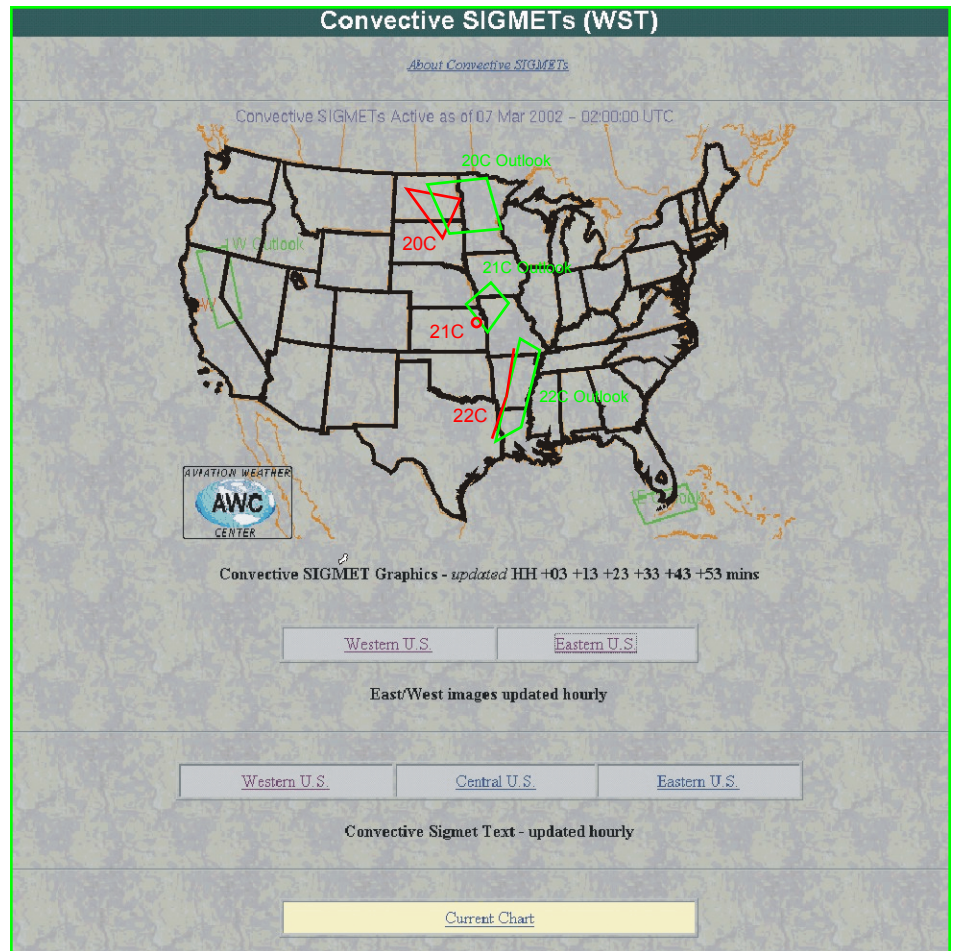 Convective SIGMETs (WST)
About Convective SIGMETs
Convective SIGMETs Active as of 07 Mar 2002 - 02:00:00 UTC
20C Outlook
20C
1W Outlook
21C Outlook
21C
22C Outlook
22C
AVIATION WEATHER
AWC
CENTER
Convective SIGMET Graphics - updated HH +03 +13 +23 +33 +43 +53 mins
Western U.S. Eastern U.S.
East/West images updated hourly
Western U.S. Central U.S. Eastern U.S.
Convective Sigmet Text - updated hourly
Current Chart